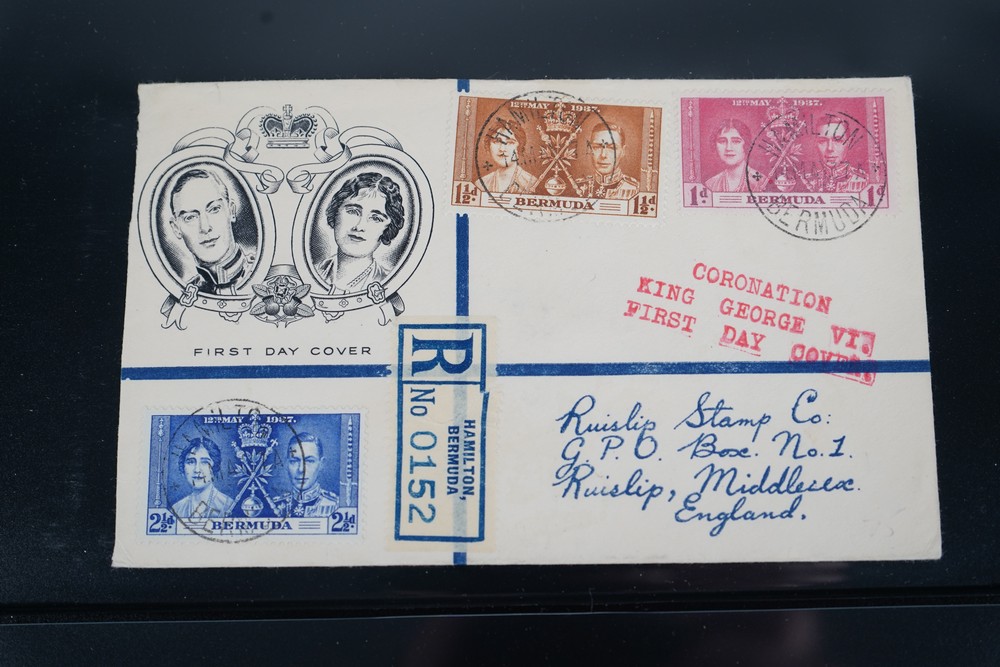 12TH MAY 1937.
1½d. 1½d.
BERMUDA
HAMILTON
12TH MAY 1937.
1d. 1d.
BERMUDA
HAMILTON
BERMUDA
FIRST DAY COVER
CORONATION
KING GEORGE VI.
FIRST DAY COVER.
R
HAMILTON,
BERMUDA
No 0152
12TH MAY 1937.
2½d. 2½d.
BERMUDA
Ruislip Stamp Co:
G.P.O. Box. No.1.
Ruislip, Middlesex.
England.